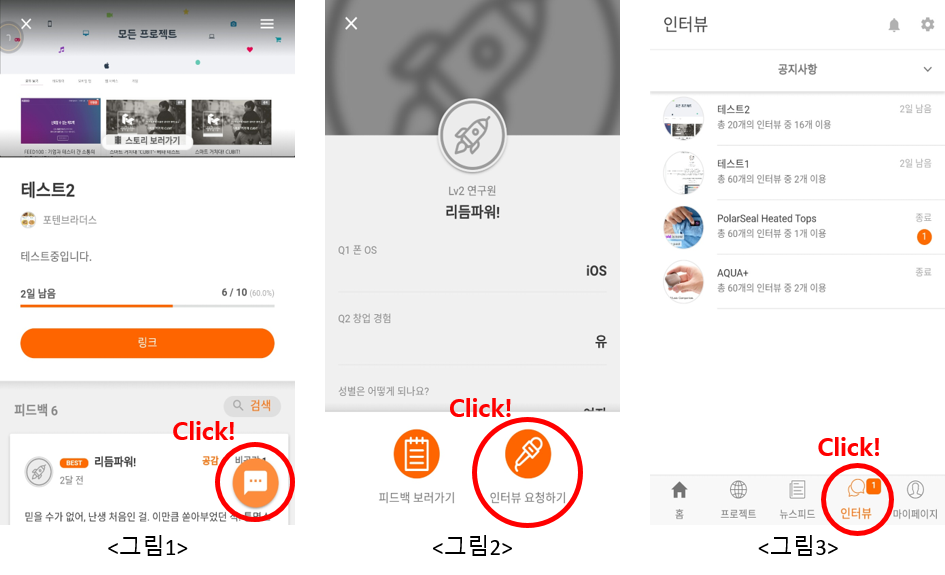 모든 프로젝트
스토리 보러가기
테스트2
포텐브라더스
테스트중입니다.
2일 남음
6 / 10 (60.0%)
링크
피드백 6
검색
Click!
BEST 리듬파워!
공감
2달 전
믿을 수가 없어, 난생 처음인 걸. 이만큼 쏟아부었던 적
<그림1>
Lv2 연구원
리듬파워!
Q1 폰 OS
iOS
Q2 창업 경험
유
성별은 어떻게 되나요?
Click!
피드백 보러가기
인터뷰 요청하기
<그림2>
인터뷰
공지사항
테스트2
2일 남음
총 20개의 인터뷰 중 16개 이용
테스트1
2일 남음
총 60개의 인터뷰 중 2개 이용
PolarSeal Heated Tops
종료
총 60개의 인터뷰 중 1개 이용
1
AQUA+
종료
총 60개의 인터뷰 중 2개 이용
Click!
1
홈
프로젝트
뉴스피드
인터뷰
마이페이지
<그림3>